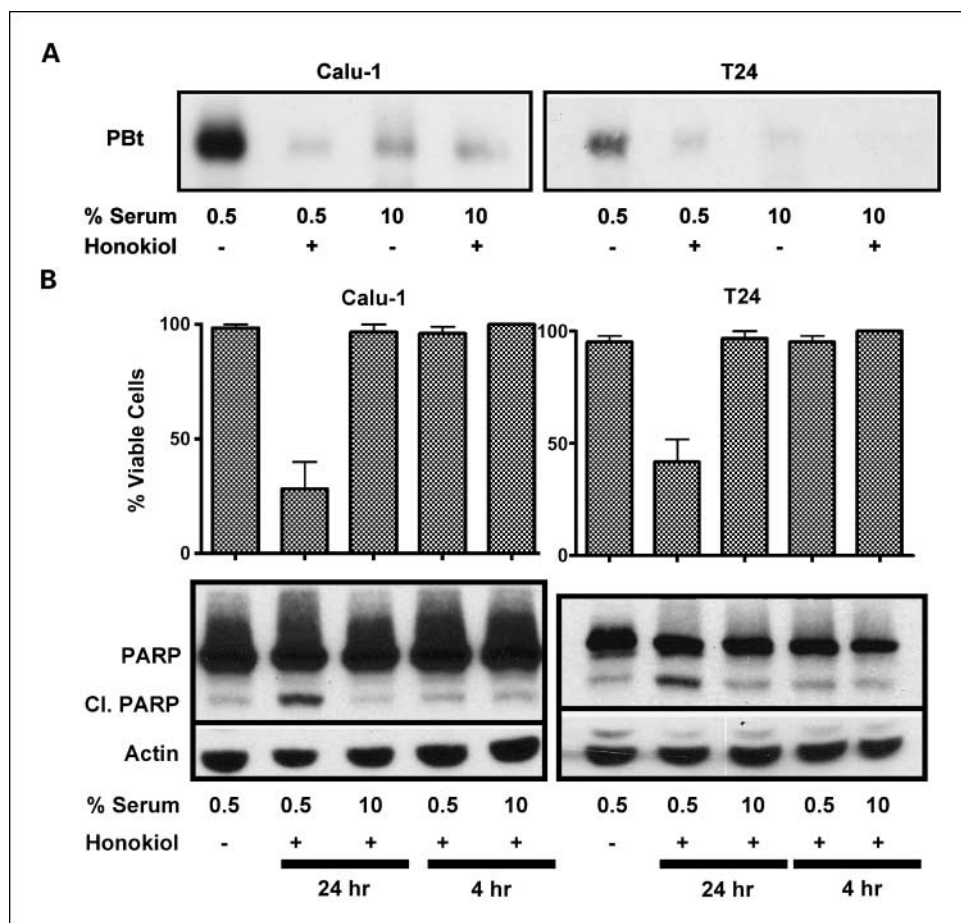 A
Calu-1 T24
PBt
% Serum 0.5 0.5 10 10 0.5 0.5 10 10
Honokiol - + - + - + - +
B
Calu-1 T24
100 100
% Viable Cells
50 50
0 0
PARP
Cl. PARP
Actin
% Serum 0.5 0.5 10 0.5 10 0.5 0.5 10 0.5 10
Honokiol - + + + + - + + + +
24 hr 4 hr 24 hr 4 hr